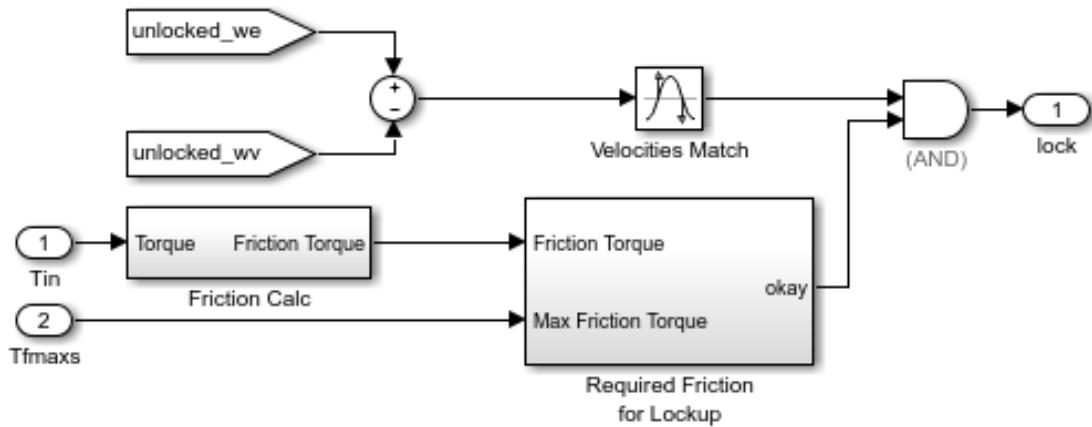 unlocked_we
+
−
unlocked_wv
Velocities Match
(AND)
1
lock
1
Tin
Torque Friction Torque
Friction Calc
2
Tfmaxs
Friction Torque
okay
Max Friction Torque
Required Friction
for Lockup